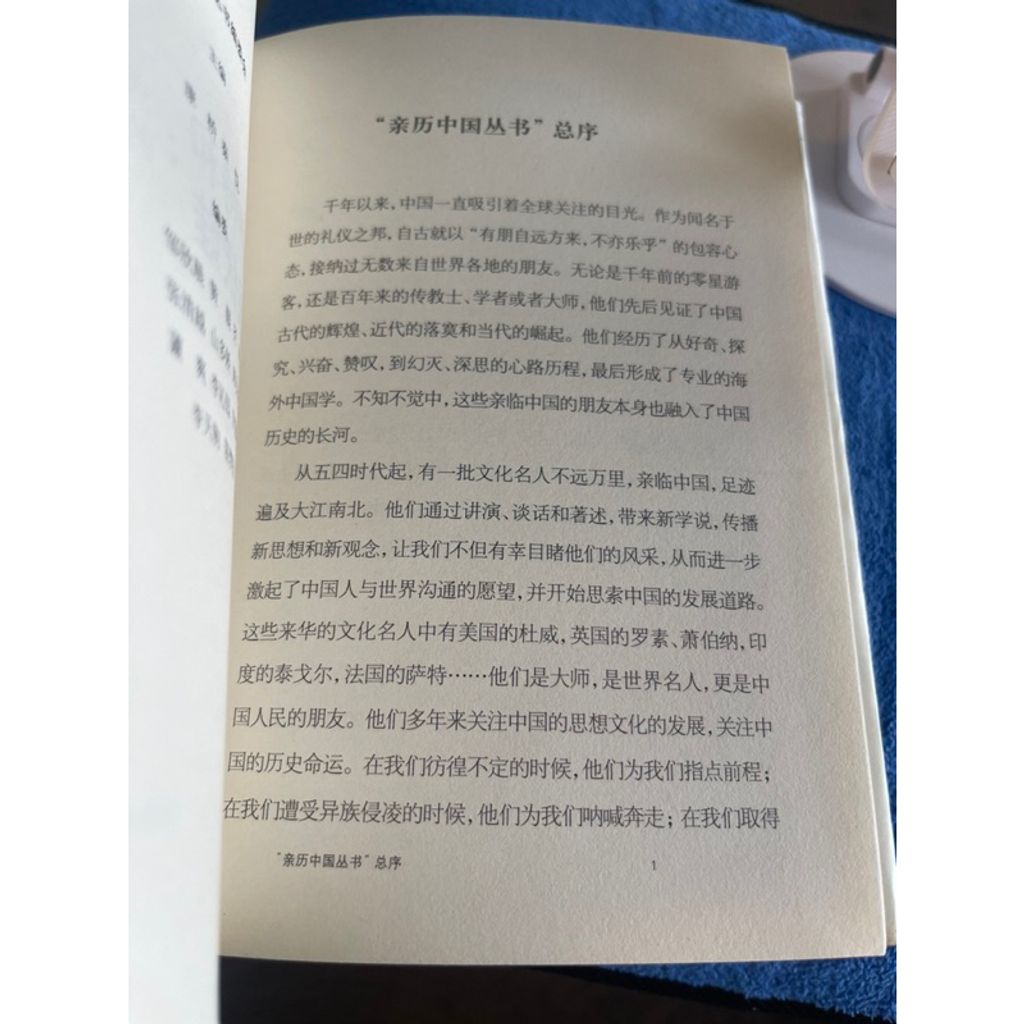 主编
编委
“亲历中国丛书”总序
千年以来，中国一直吸引着全球关注的目光。作为闻名于
世的礼仪之邦，自古就以“有朋自远方来，不亦乐乎”的包容心
态，接纳过无数来自世界各地的朋友。无论是千年前的零星游
客，还是百年来的传教士、学者或者大师，他们先后见证了中国
古代的辉煌、近代的落寞和当代的崛起。他们经历了从好奇、探
究、兴奋、赞叹，到幻灭、深思的心路历程，最后形成了专业的海
外中国学。不知不觉中，这些亲临中国的朋友本身也融入了中国
历史的长河。
从五四时代起，有一批文化名人不远万里，亲临中国，足迹
遍及大江南北。他们通过讲演、谈话和著述，带来新学说，传播
新思想和新观念，让我们不但有幸目睹他们的风采，从而进一步
激起了中国人与世界沟通的愿望，并开始思索中国的发展道路。
这些来华的文化名人中有美国的杜威，英国的罗素、萧伯纳，印
度的泰戈尔，法国的萨特……他们是大师，是世界名人，更是中
国人民的朋友。他们多年来关注中国的思想文化的发展，关注中
国的历史命运。在我们彷徨不定的时候，他们为我们指点前程；
在我们遭受异族侵凌的时候，他们为我们呐喊奔走；在我们取得
“亲历中国丛书”总序 1